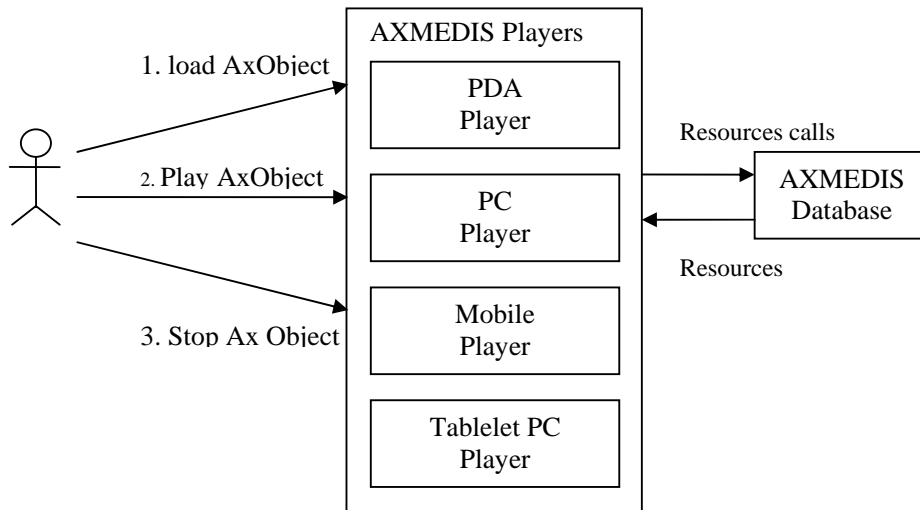 AXMEDIS Players
1. load AxObject
PDA
Player
2. Play AxObject
PC
Player
3. Stop Ax Object
Mobile
Player
Tablelet PC
Player
Resources calls
AXMEDIS
Database
Resources